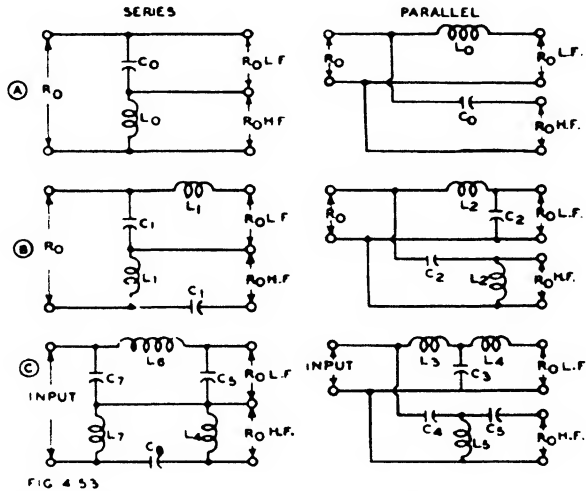 SERIES
PARALLEL
A
R0
C0
L0
R0 L.F
R0 H.F
R0
L0
C0
R0 L.F.
R0 H.F.
B
R0
C1
L1
L1
C1
R0 L.F
R0 H.F
R0
L2
C2
C2
L2
R0 L.F.
R0 H.F.
C
INPUT
L6
C7
C5
L7
L4
R0 L.F
R0 H.F.
INPUT
L3
L4
C3
C4
C5
L5
R0 L.F
R0 H.F.
FIG 4 53